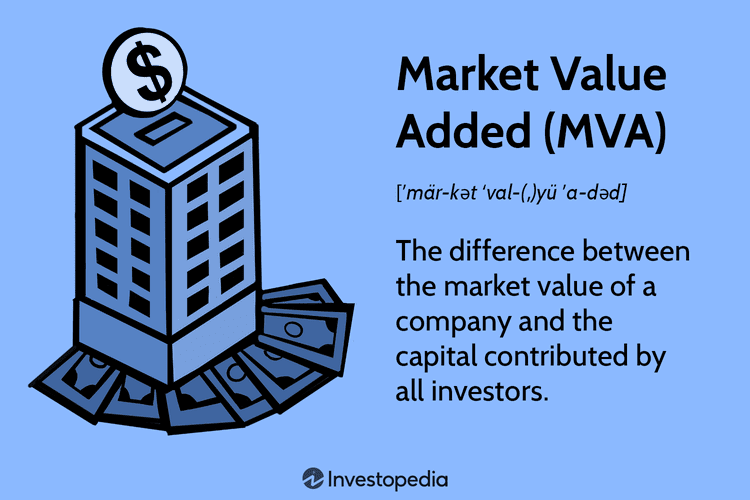 $
Market Value
Added (MVA)
[ˈmär-kət ‘val-(ˌ)yü ˈa-dəd]
The difference between
the market value of a
company and the
capital contributed by
all investors.
Investopedia